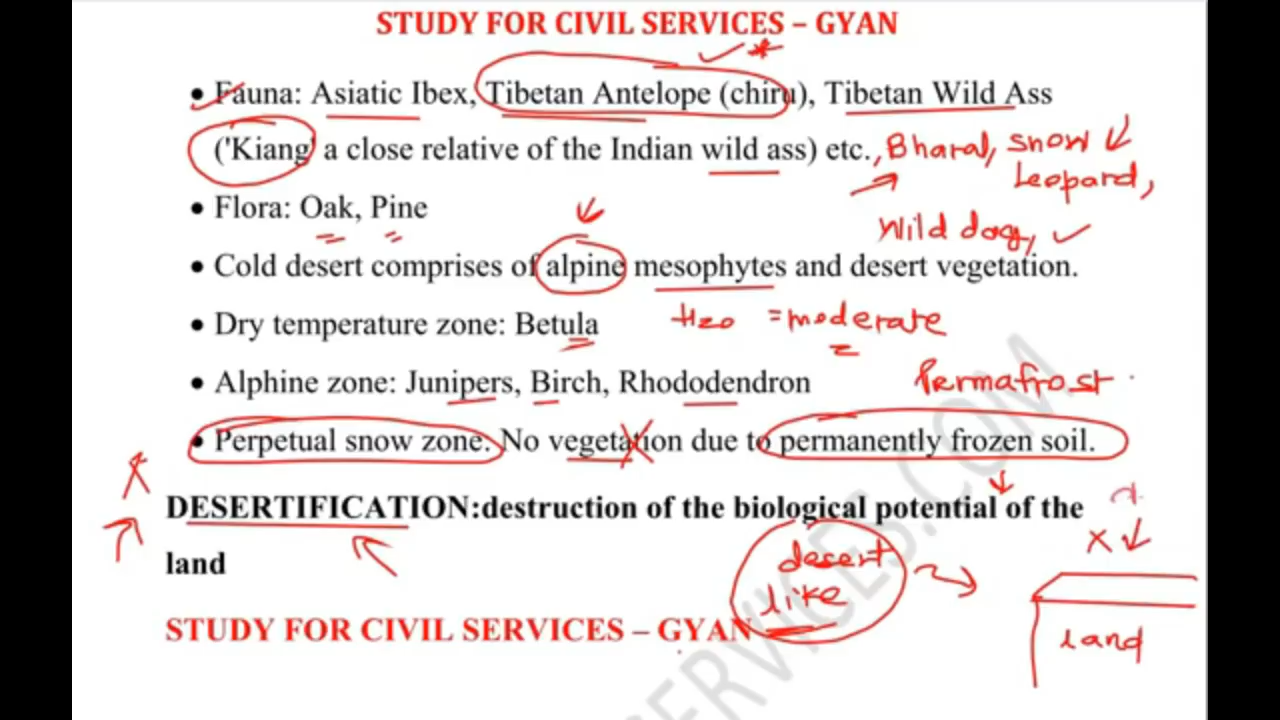 STUDY FOR CIVIL SERVICES – GYAN
• Fauna: Asiatic Ibex, Tibetan Antelope (chiru), Tibetan Wild Ass
('Kiang' a close relative of the Indian wild ass) etc., Bharal, snow
Leopard,
• Flora: Oak, Pine
Wild dog,
• Cold desert comprises of alpine mesophytes and desert vegetation.
• Dry temperature zone: Betula H2O = moderate
• Alphine zone: Junipers, Birch, Rhododendron Permafrost
• Perpetual snow zone. No vegetation due to permanently frozen soil.
DESERTIFICATION:destruction of the biological potential of the
land
desert
like
STUDY FOR CIVIL SERVICES – GYAN
land
SERVICES.COM